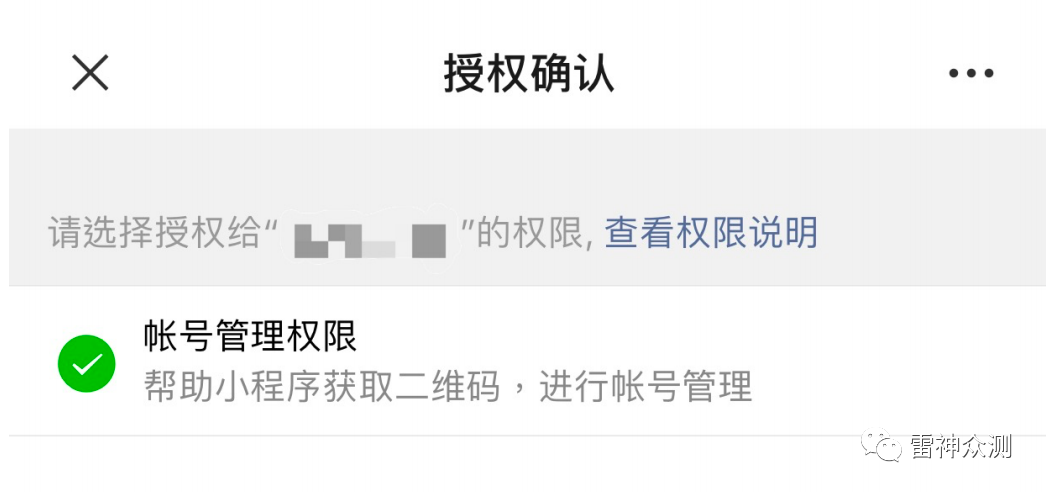 授权确认
请选择授权给“ ”的权限, 查看权限说明
帐号管理权限
帮助小程序获取二维码，进行帐号管理
雷神众测